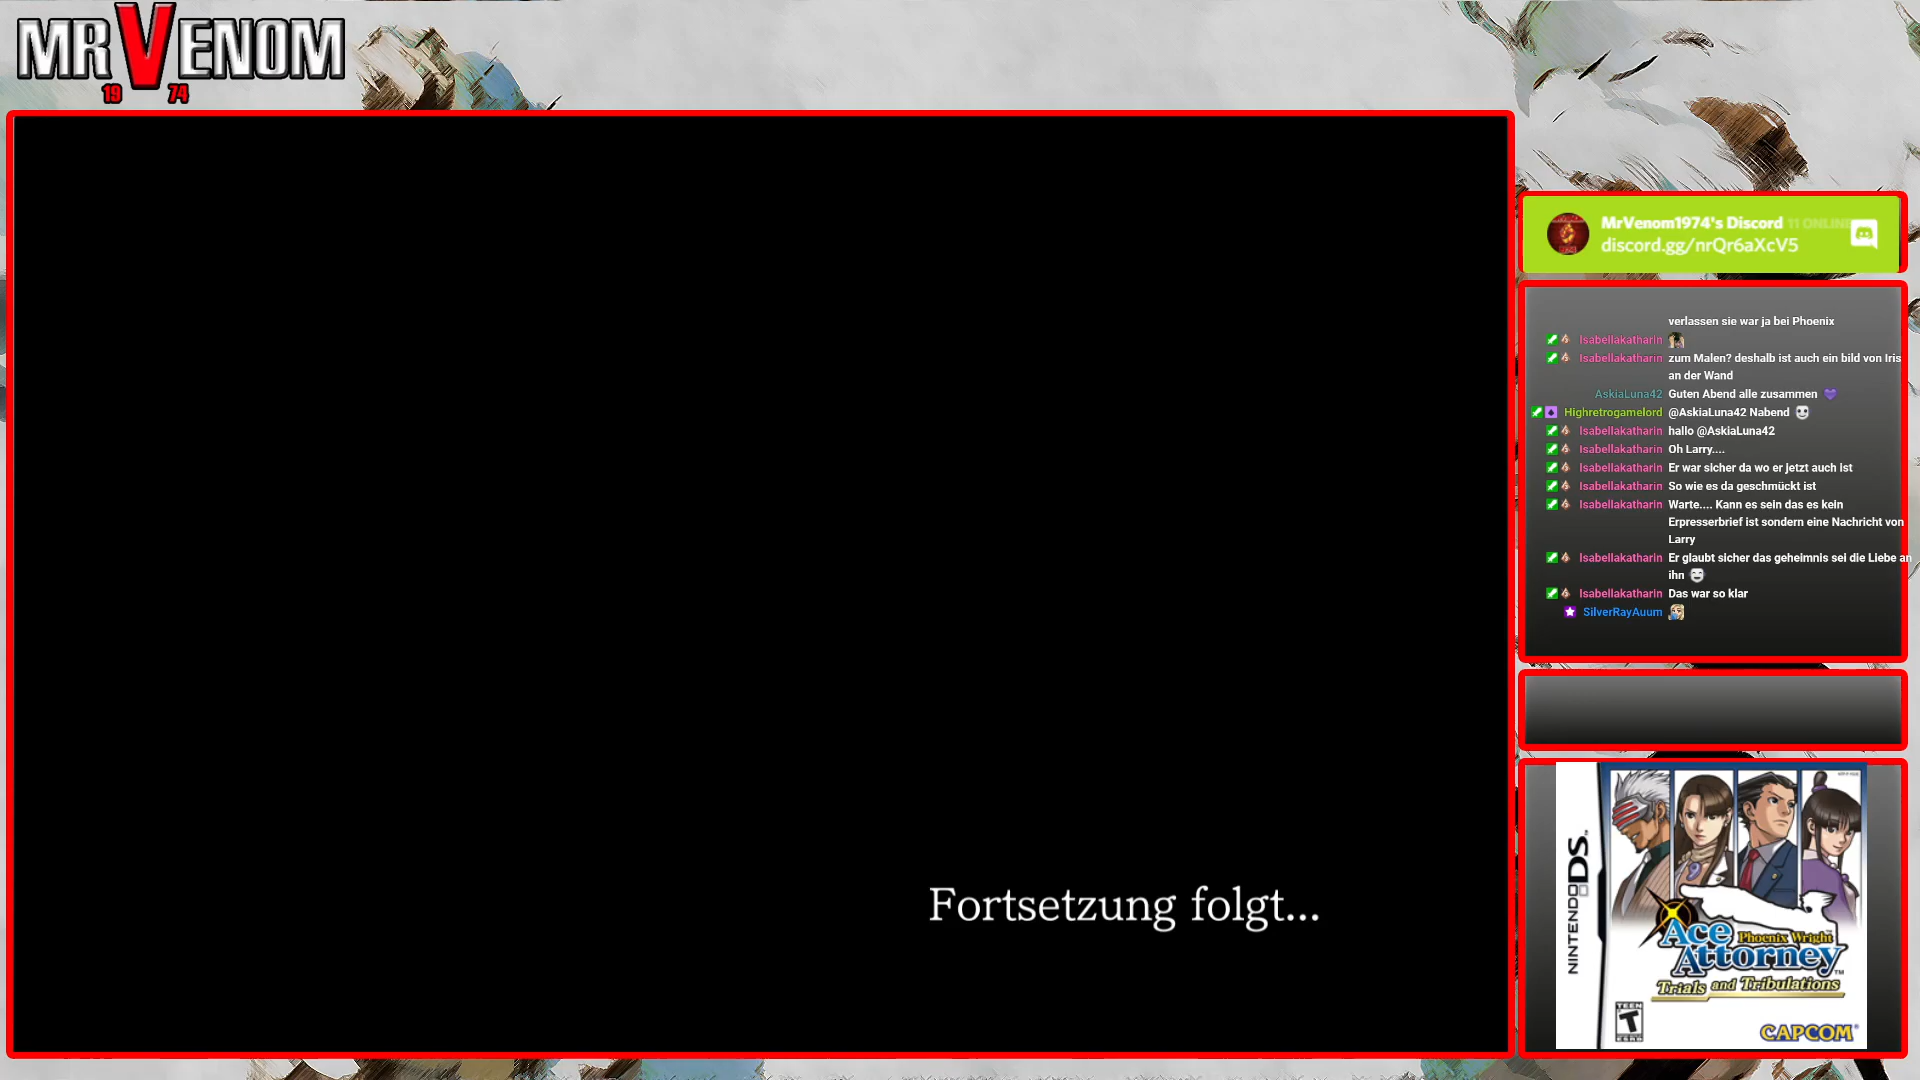 MRVENOM
19 74
MrVenom1974's Discord 11 ONLINE
discord.gg/nrQr6aXcV5
verlassen sie war ja bei Phoenix
Isabellakatharin
Isabellakatharin zum Malen? deshalb ist auch ein bild von Iris
an der Wand
AskiaLuna42 Guten Abend alle zusammen
Highretrogamelord @AskiaLuna42 Nabend
Isabellakatharin hallo @AskiaLuna42
Isabellakatharin Oh Larry....
Isabellakatharin Er war sicher da wo er jetzt auch ist
Isabellakatharin So wie es da geschmückt ist
Isabellakatharin Warte.... Kann es sein das es kein
Erpresserbrief ist sondern eine Nachricht von
Larry
Isabellakatharin Er glaubt sicher das geheimnis sei die Liebe an
ihn
Isabellakatharin Das war so klar
SilverRayAuum
Fortsetzung folgt...
NINTENDO DS
Phoenix Wright
Ace
Attorney
Trials and Tribulations
TEEN
T
ESRB
CAPCOM